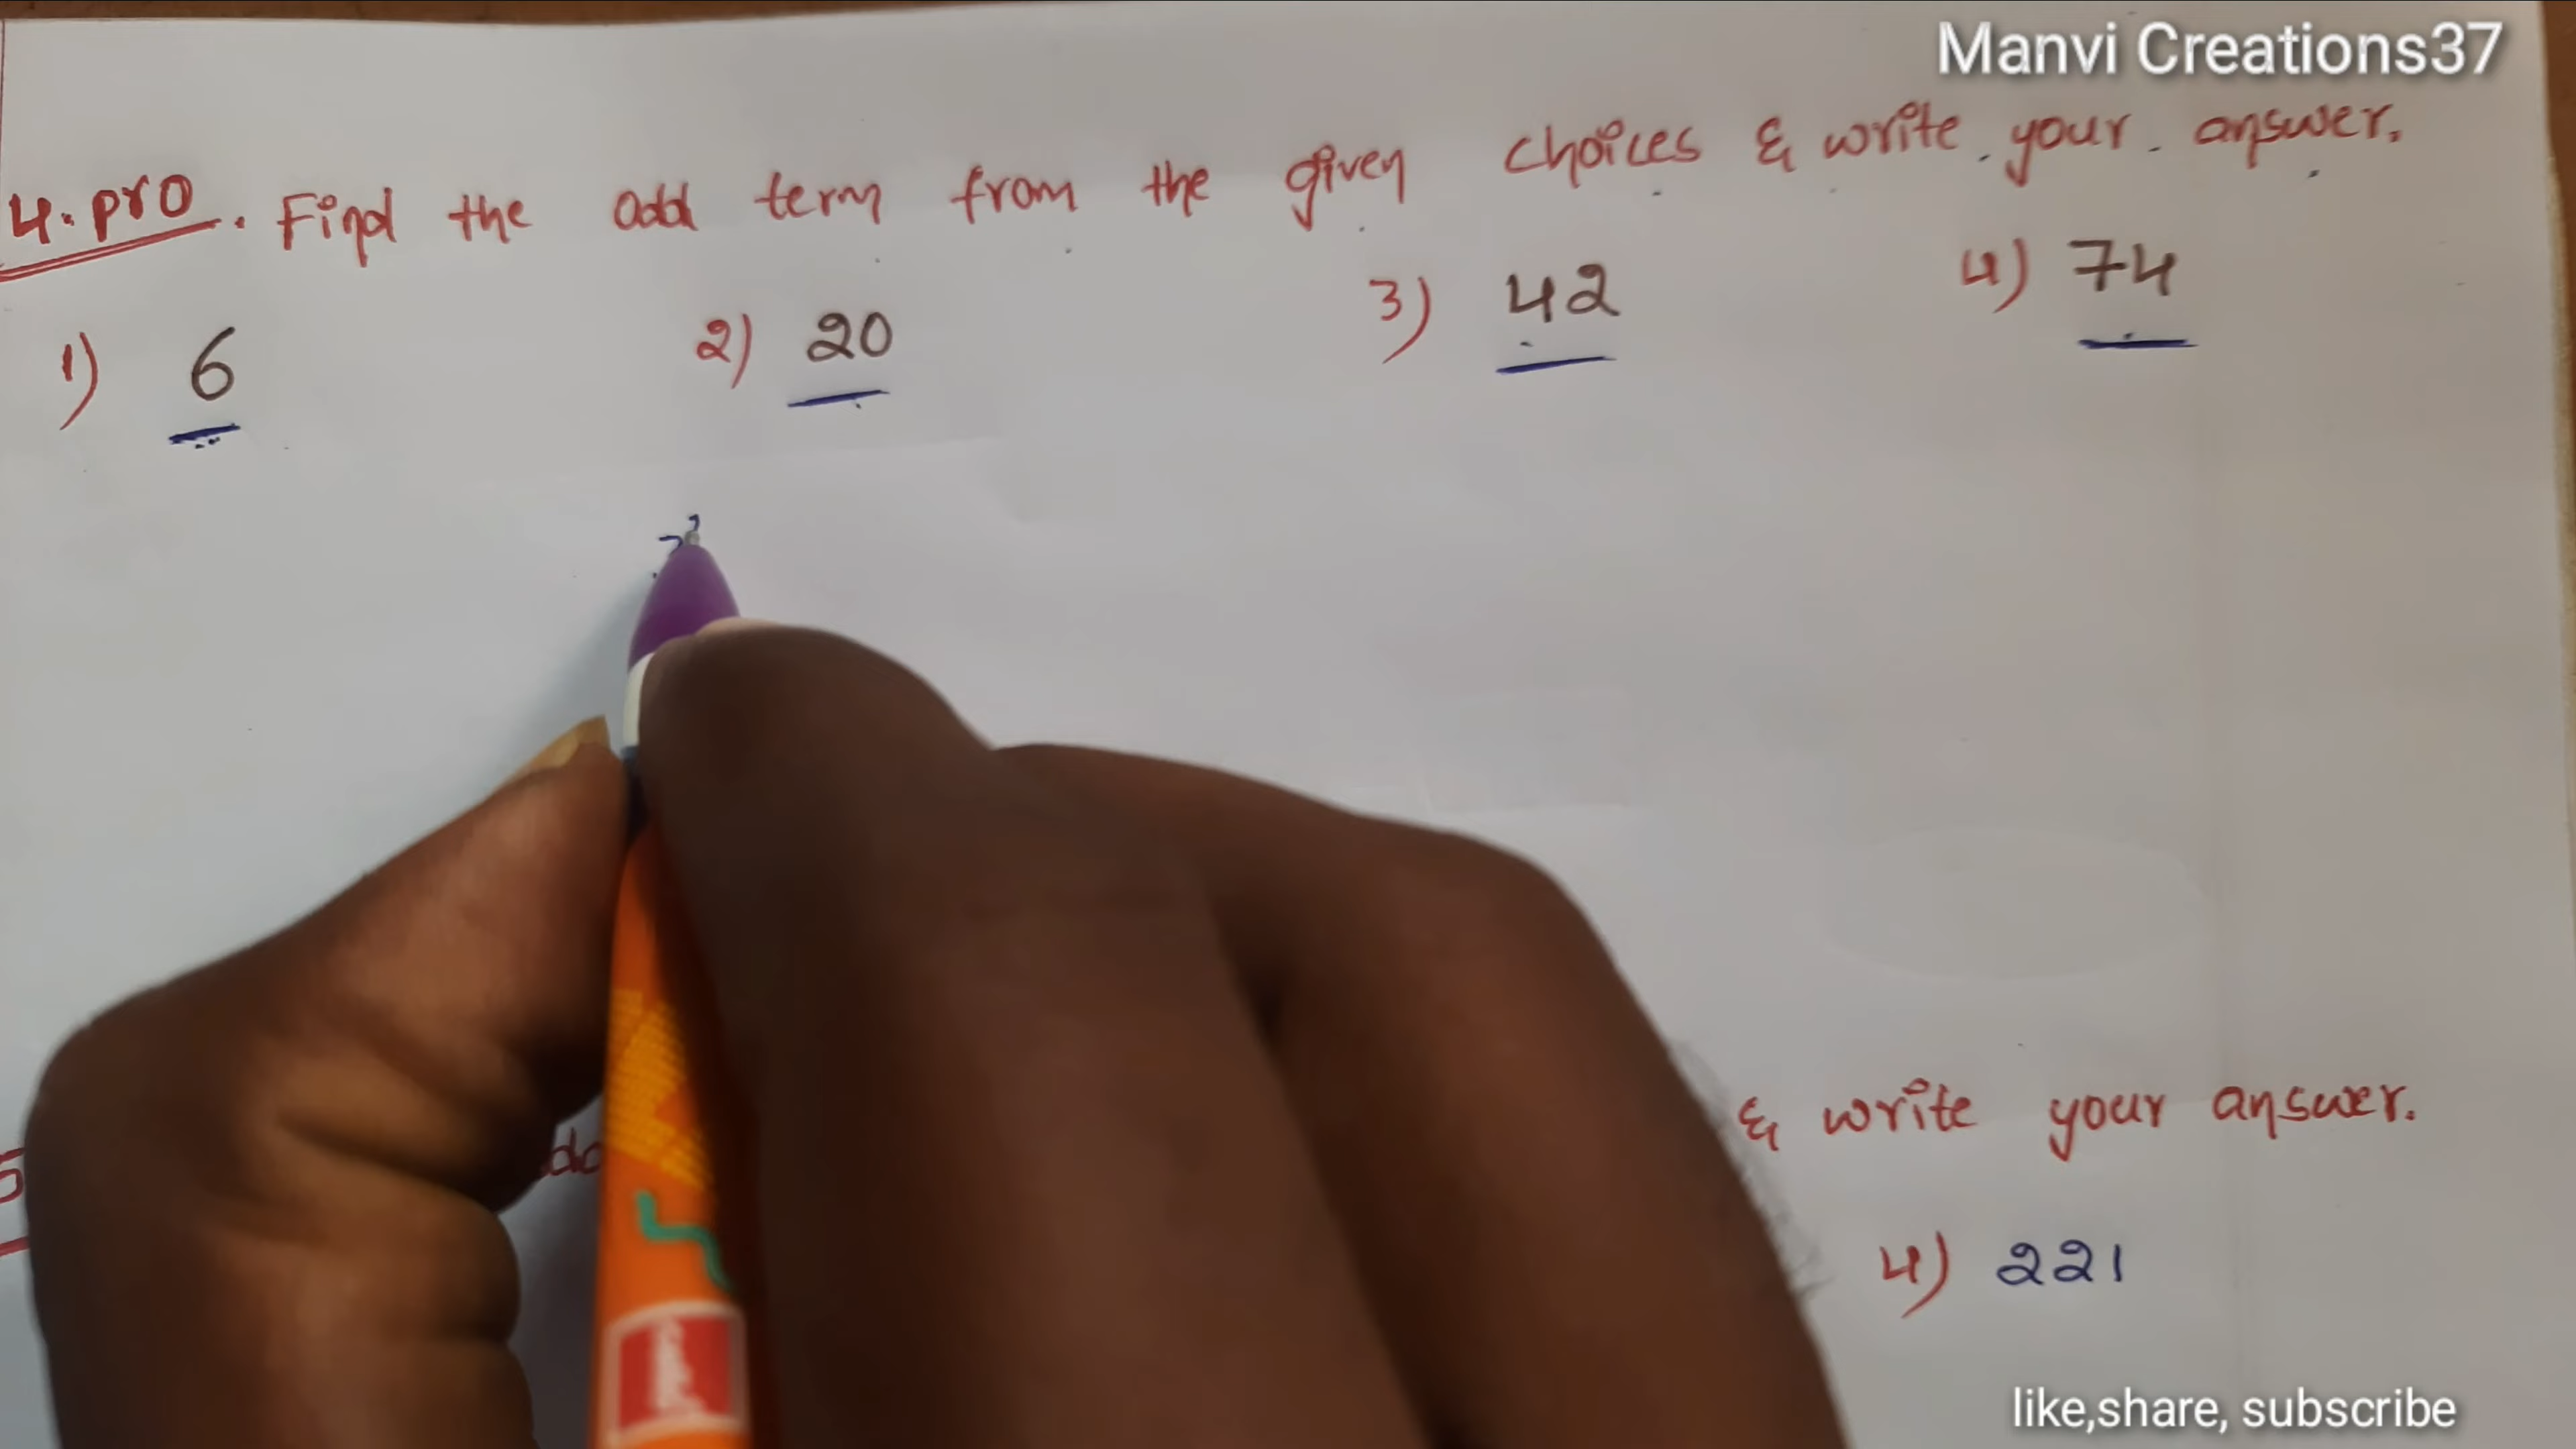 Manvi Creations37
4. pro. Find the odd term from the given choices & write your answer.
1) 6 2) 20 3) 42 4) 74
& write your answer.
4) 221
like,share, subscribe